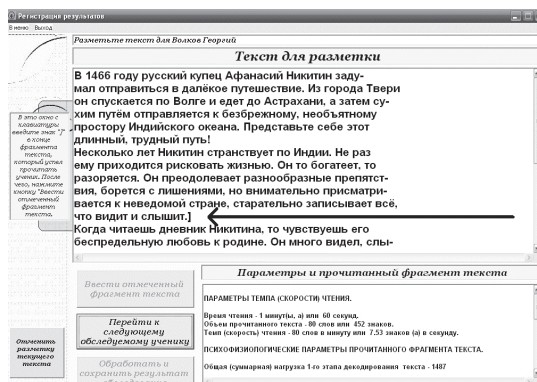 Регистрация результатов
В меню Выход
Разметьте текст для Волков Георгий
Текст для разметки
В 1466 году русский купец Афанасий Никитин заду-
мал отправиться в далёкое путешествие. Из города Твери
он спускается по Волге и едет до Астрахани, а затем су-
хим путём отправляется к безбрежному, необъятному
простору Индийского океана. Представьте себе этот
длинный, трудный путь!
Несколько лет Никитин странствует по Индии. Не раз
ему приходится рисковать жизнью. Он то богатеет, то
разоряется. Он преодолевает разнообразные препятст-
вия, борется с лишениями, но внимательно присматри-
вается к неведомой стране, старательно записывает всё,
что видит и слышит.]
Когда читаешь дневник Никитина, то чувствуешь его
беспредельную любовь к родине. Он много видел, слы-
В это окно с
клавиатуры
введите знак "]"
в конце
фрагмента
текста,
который успел
прочитать
ученик. После
чего, нажмите
кнопку "Ввести
отмеченный
фрагмент
текста.
Отменить
разметку
текущего
текста
Ввести отмеченный
фрагмент текста
Перейти к
следующему
обследуемому ученику
Обработать и
сохранить результат
Параметры и прочитанный фрагмент текста
ПАРАМЕТРЫ ТЕМПА (СКОРОСТИ) ЧТЕНИЯ.
Время чтения - 1 минут(ы, а) или 60 секунд.
Объем прочитанного текста - 80 слов или 452 знаков.
Темп (скорость) чтения - 80 слов в минуту или 7.53 знаков (а) в секунду.
ПСИХОФИЗИОЛОГИЧЕСКИЕ ПАРАМЕТРЫ ПРОЧИТАННОГО ФРАГМЕНТА ТЕКСТА.
Общая (суммарная) нагрузка 1-го этапа декодирования текста - 1487